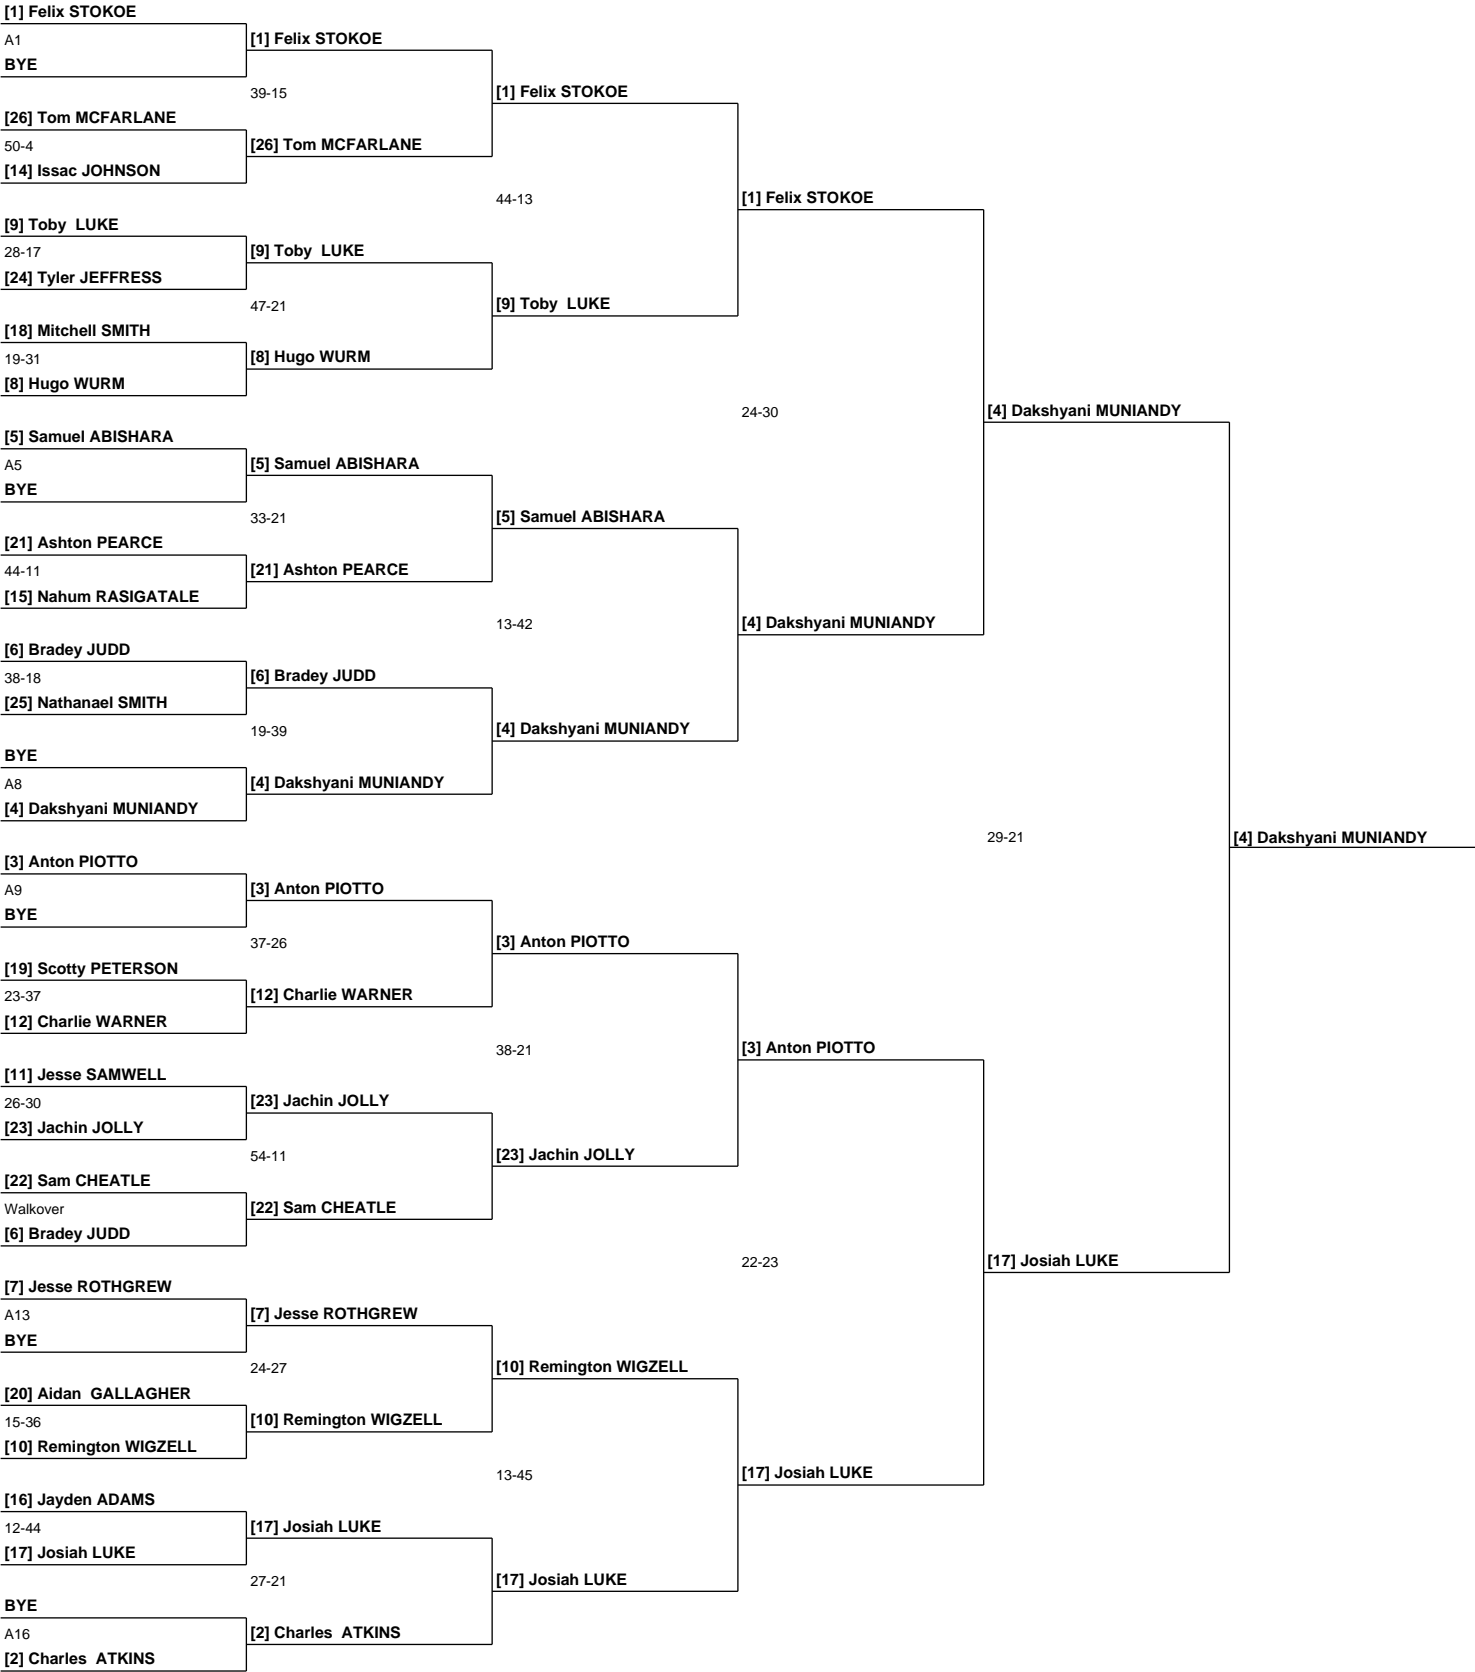 [1] Felix STOKOE
A1
[1] Felix STOKOE
BYE
39-15
[1] Felix STOKOE
[26] Tom MCFARLANE
50-4
[26] Tom MCFARLANE
[14] Issac JOHNSON
44-13
[1] Felix STOKOE
[9] Toby  LUKE
28-17
[9] Toby  LUKE
[24] Tyler JEFFRESS
47-21
[9] Toby  LUKE
[18] Mitchell SMITH
19-31
[8] Hugo WURM
[8] Hugo WURM
24-30
[4] Dakshyani MUNIANDY
[5] Samuel ABISHARA
A5
[5] Samuel ABISHARA
BYE
33-21
[5] Samuel ABISHARA
[21] Ashton PEARCE
44-11
[21] Ashton PEARCE
[15] Nahum RASIGATALE
13-42
[4] Dakshyani MUNIANDY
[6] Bradey JUDD
38-18
[6] Bradey JUDD
[25] Nathanael SMITH
19-39
[4] Dakshyani MUNIANDY
BYE
A8
[4] Dakshyani MUNIANDY
[4] Dakshyani MUNIANDY
29-21
[4] Dakshyani MUNIANDY
[3] Anton PIOTTO
A9
[3] Anton PIOTTO
BYE
37-26
[3] Anton PIOTTO
[19] Scotty PETERSON
23-37
[12] Charlie WARNER
[12] Charlie WARNER
38-21
[3] Anton PIOTTO
[11] Jesse SAMWELL
26-30
[23] Jachin JOLLY
[23] Jachin JOLLY
54-11
[23] Jachin JOLLY
[22] Sam CHEATLE
Walkover
[22] Sam CHEATLE
[6] Bradey JUDD
22-23
[17] Josiah LUKE
[7] Jesse ROTHGREW
A13
[7] Jesse ROTHGREW
BYE
24-27
[10] Remington WIGZELL
[20] Aidan  GALLAGHER
15-36
[10] Remington WIGZELL
[10] Remington WIGZELL
13-45
[17] Josiah LUKE
[16] Jayden ADAMS
12-44
[17] Josiah LUKE
[17] Josiah LUKE
27-21
[17] Josiah LUKE
BYE
A16
[2] Charles  ATKINS
[2] Charles  ATKINS